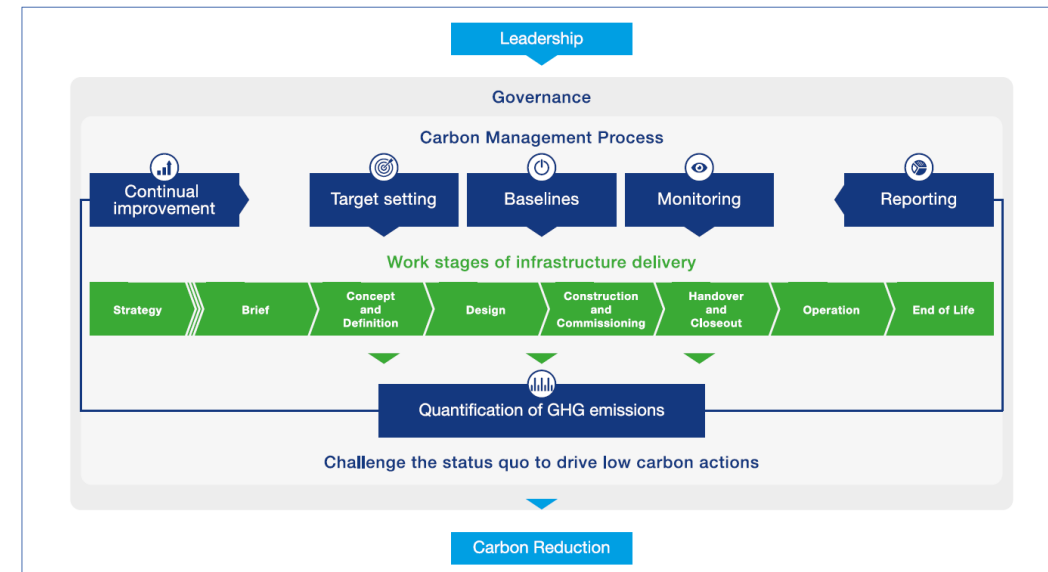 Leadership
Governance
Carbon Management Process
Continual
improvement
Target setting
Baselines
Monitoring
Reporting
Work stages of infrastructure delivery
Strategy
Brief
Concept
and
Definition
Design
Construction
and
Commissioning
Handover
and
Closeout
Operation
End of Life
Quantification of GHG emissions
Challenge the status quo to drive low carbon actions
Carbon Reduction